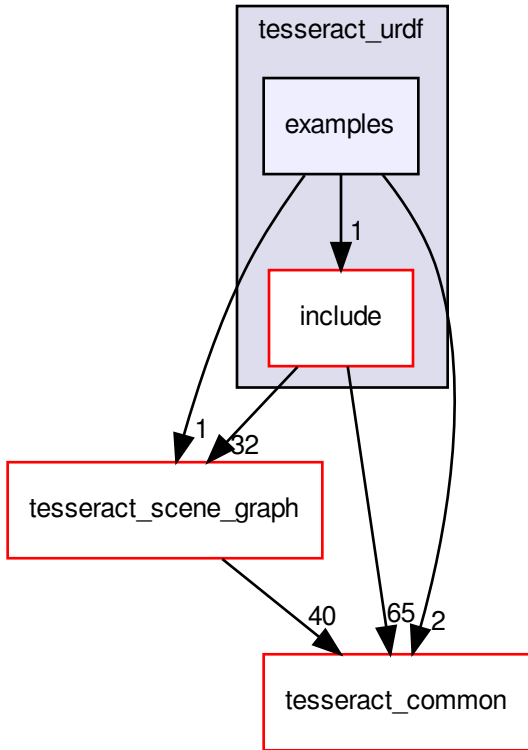 tesseract_urdf
examples
1
include
1
32
tesseract_scene_graph
40
65
2
tesseract_common